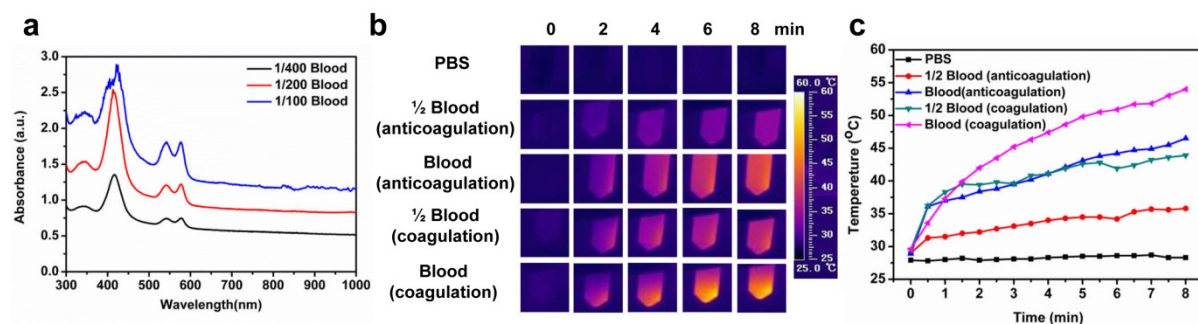 a
3.0
2.5
2.0
1.5
1.0
0.5
0.0
Absorbance (a.u.)
1/400 Blood
1/200 Blood
1/100 Blood
300 400 500 600 700 800 900 1000
Wavelength(nm)
b
0 2 4 6 8 min
PBS
½ Blood
(anticoagulation)
Blood
(anticoagulation)
½ Blood
(coagulation)
Blood
(coagulation)
60.0 °C
60
55
50
45
40
35
30
25
25.0 °C
c
60
55
50
45
40
35
30
25
Tempereture (°C)
PBS
1/2 Blood (anticoagulation)
Blood(anticoagulation)
1/2 Blood (coagulation)
Blood (coagulation)
0 1 2 3 4 5 6 7 8
Time (min)